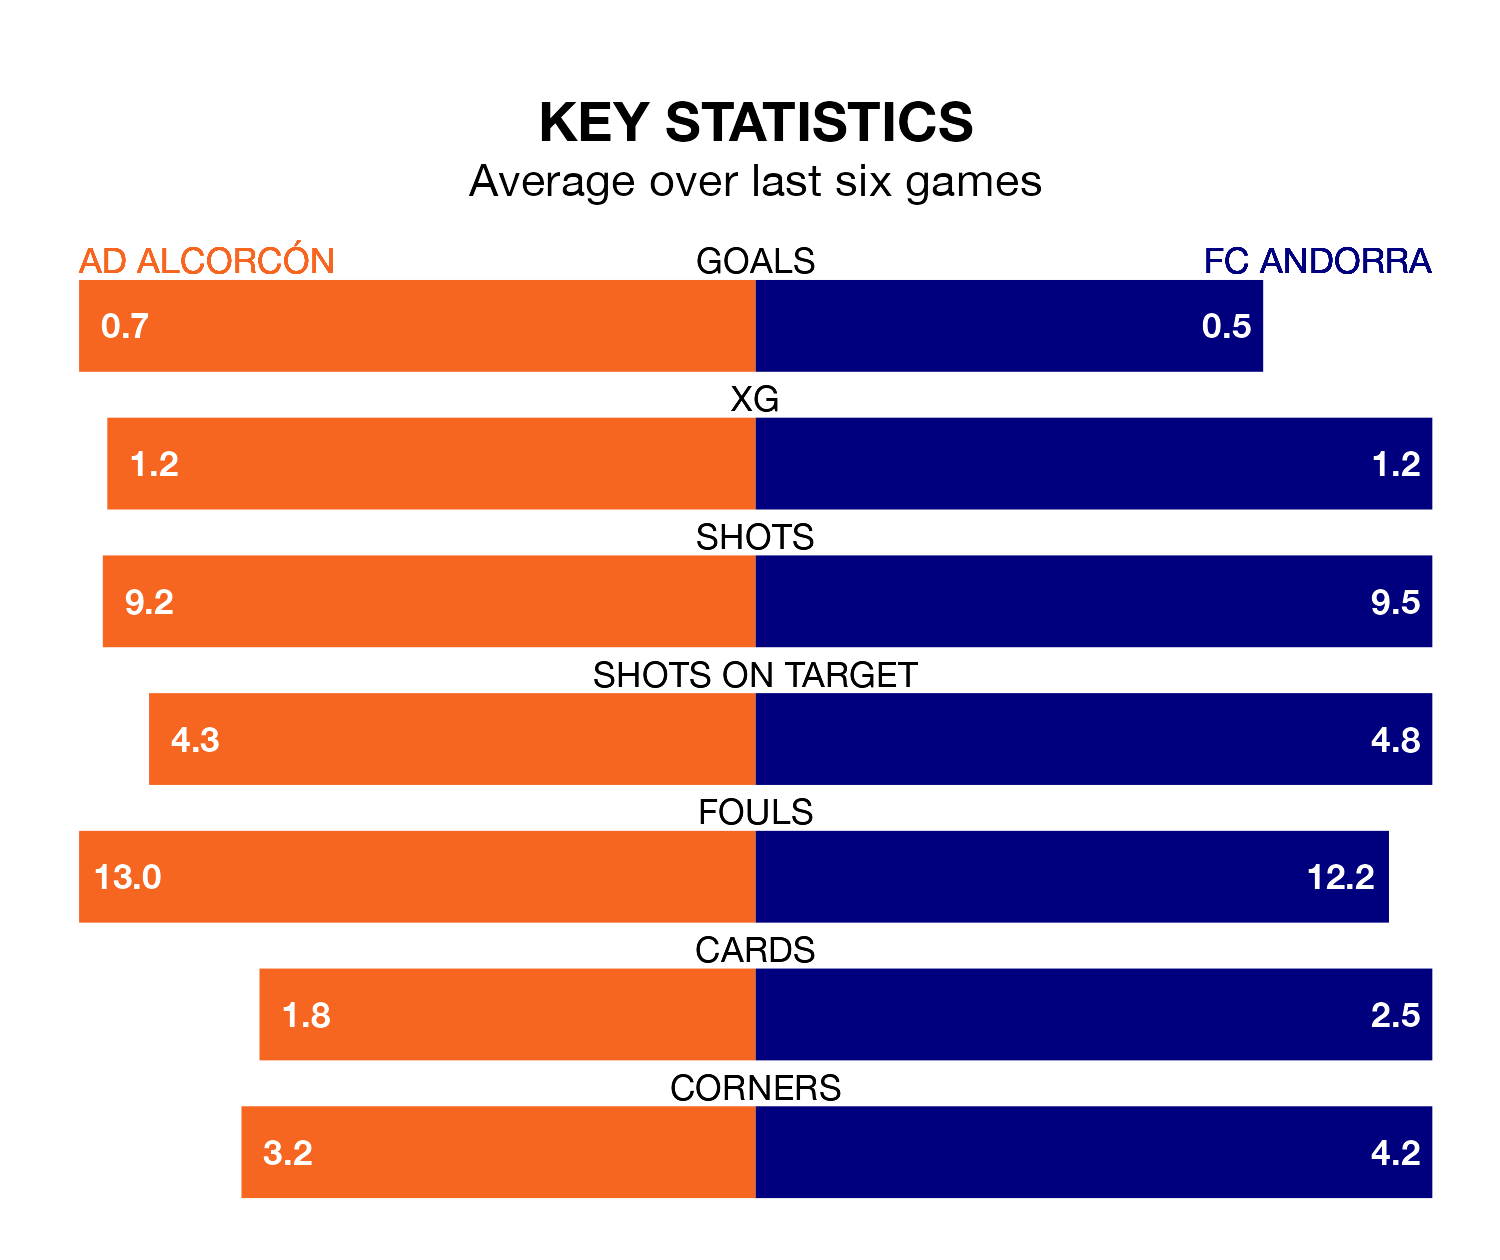 KEY STATISTICS
Average over last six games
AD ALCORCÓN GOALS FC ANDORRA
0.7 0.5
XG
1.2 1.2
SHOTS
9.2 9.5
SHOTS ON TARGET
4.3 4.8
FOULS
13.0 12.2
CARDS
1.8 2.5
CORNERS
3.2 4.2